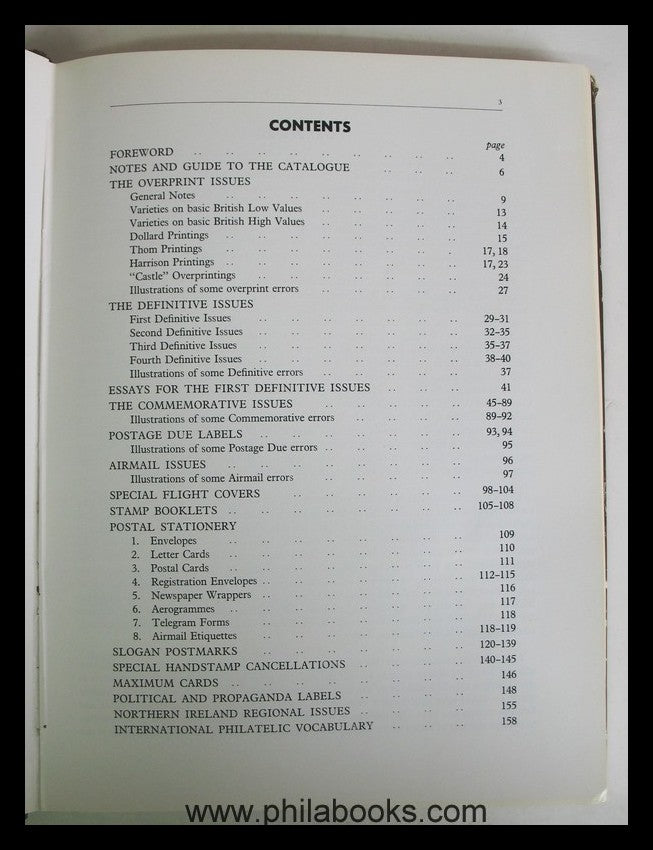 3
CONTENTS
page
FOREWORD .. .. .. .. .. .. .. .. .. 4
NOTES AND GUIDE TO THE CATALOGUE .. .. .. 6
THE OVERPRINT ISSUES
General Notes .. .. .. .. .. .. .. .. 9
Varieties on basic British Low Values .. .. .. .. .. 13
Varieties on basic British High Values .. .. .. .. .. 14
Dollard Printings .. .. .. .. .. .. .. 15
Thom Printings .. .. .. .. .. .. . 17, 18
Harrison Printings .. .. .. .. .. .. .. 17, 23
"Castle" Overprintings .. .. .. .. .. .. .. 24
Illustrations of some overprint errors .. .. .. .. .. 27
THE DEFINITIVE ISSUES
First Definitive Issues .. .. .. .. .. .. .. 29–31
Second Definitive Issues .. .. .. .. .. .. .. 32–35
Third Definitive Issues .. .. .. .. .. .. .. 35–37
Fourth Definitive Issues .. .. .. .. .. .. .. 38–40
Illustrations of some Definitive errors .. .. .. .. .. 37
ESSAYS FOR THE FIRST DEFINITIVE ISSUES .. .. .. 41
THE COMMEMORATIVE ISSUES .. .. .. .. .. 45–89
Illustrations of some Commemorative errors .. .. .. .. 89–92
POSTAGE DUE LABELS .. .. .. .. .. .. .. 93, 94
Illustrations of some Postage Due errors .. .. .. .. .. 95
AIRMAIL ISSUES .. .. .. .. .. .. .. .. 96
Illustrations of some Airmail errors .. .. .. .. .. .. 97
SPECIAL FLIGHT COVERS .. .. .. .. .. .. 98–104
STAMP BOOKLETS .. .. .. .. .. .. .. .. 105–108
POSTAL STATIONERY
1. Envelopes .. .. .. .. .. .. .. .. 109
2. Letter Cards .. .. .. .. .. .. .. .. 110
3. Postal Cards .. .. .. .. .. .. .. .. 111
4. Registration Envelopes .. .. .. .. .. .. .. 112–115
5. Newspaper Wrappers .. .. .. .. .. .. .. 116
6. Aerogrammes .. .. .. .. .. .. .. .. 117
7. Telegram Forms .. .. .. .. .. .. .. 118
8. Airmail Etiquettes .. .. .. .. .. .. .. 118–119
SLOGAN POSTMARKS .. .. .. .. .. .. .. 120–139
SPECIAL HANDSTAMP CANCELLATIONS .. .. .. .. 140–145
MAXIMUM CARDS .. .. .. .. .. .. .. .. 146
POLITICAL AND PROPAGANDA LABELS .. .. .. .. 148
NORTHERN IRELAND REGIONAL ISSUES .. .. .. .. 155
INTERNATIONAL PHILATELIC VOCABULARY .. .. .. 158
www.philabooks.com